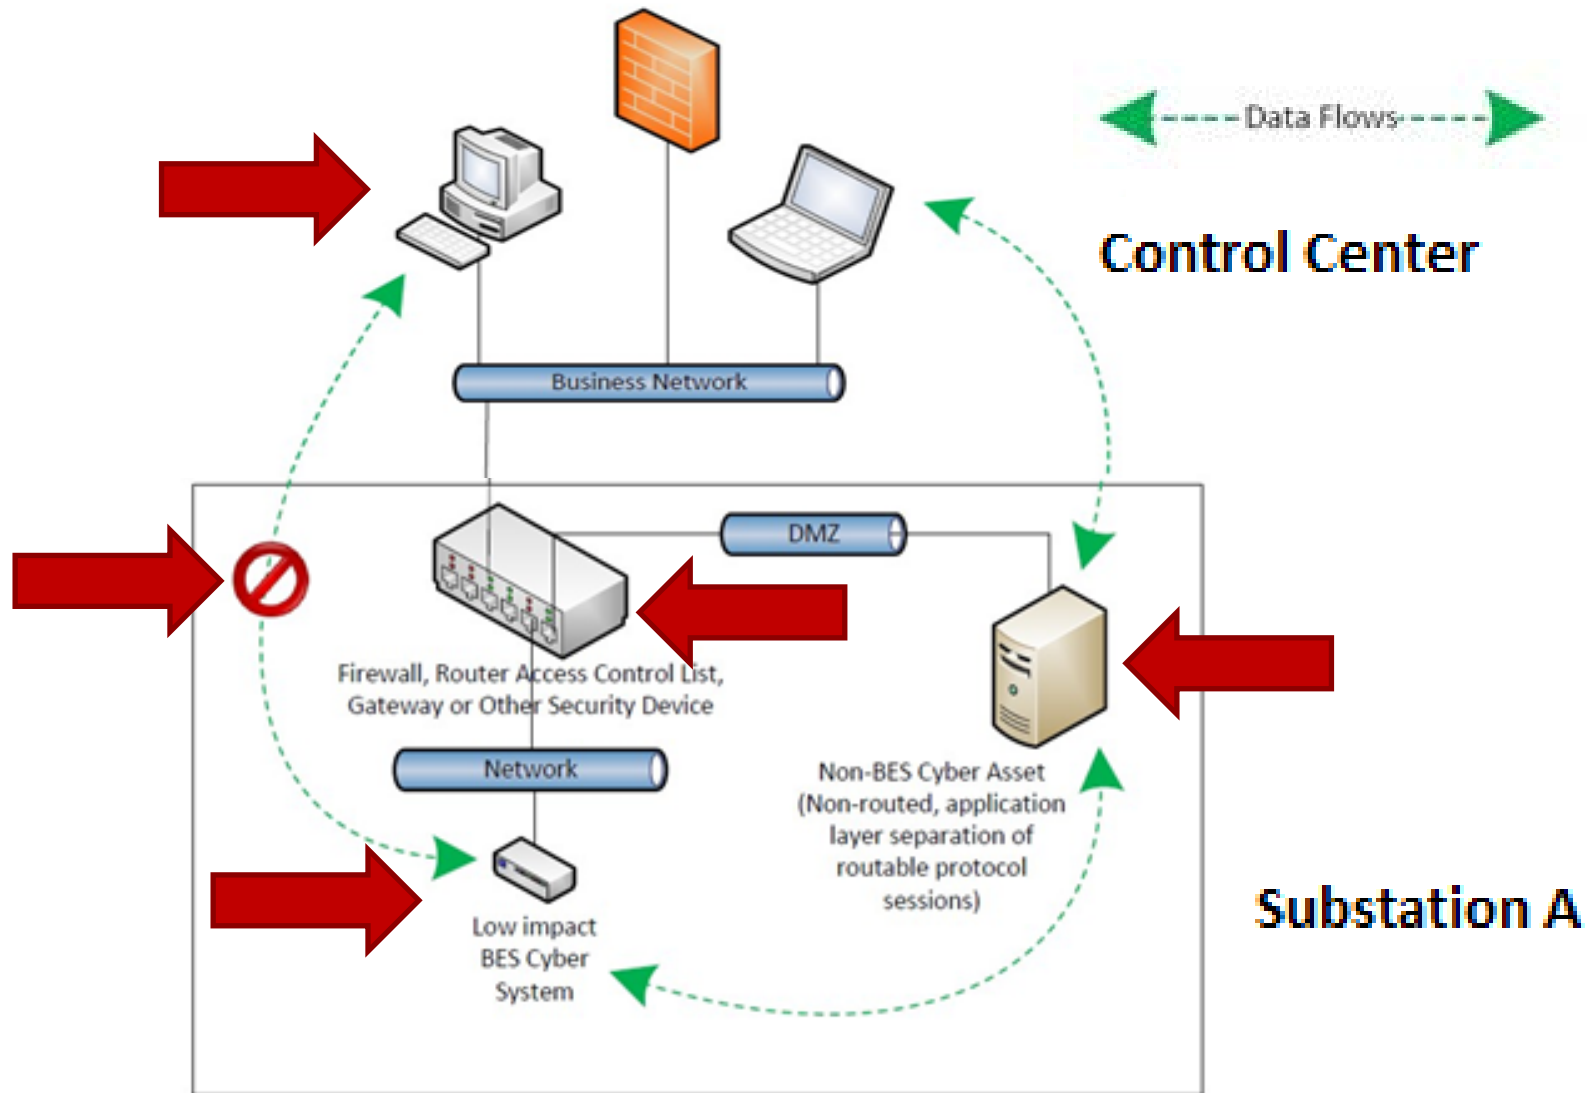 Data Flows
Control Center
Business Network
DMZ
Firewall, Router Access Control List,
Gateway or Other Security Device
Network
Non-BES Cyber Asset
(Non-routed, application
layer separation of
routable protocol
sessions)
Low impact
BES Cyber
System
Substation A